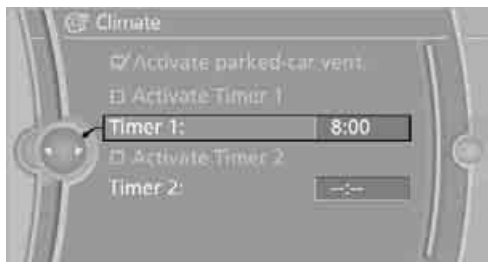 Climate
Activate parked-car vent.
Activate Timer 1
Timer 1: 8:00
Activate Timer 2
Timer 2: --:--